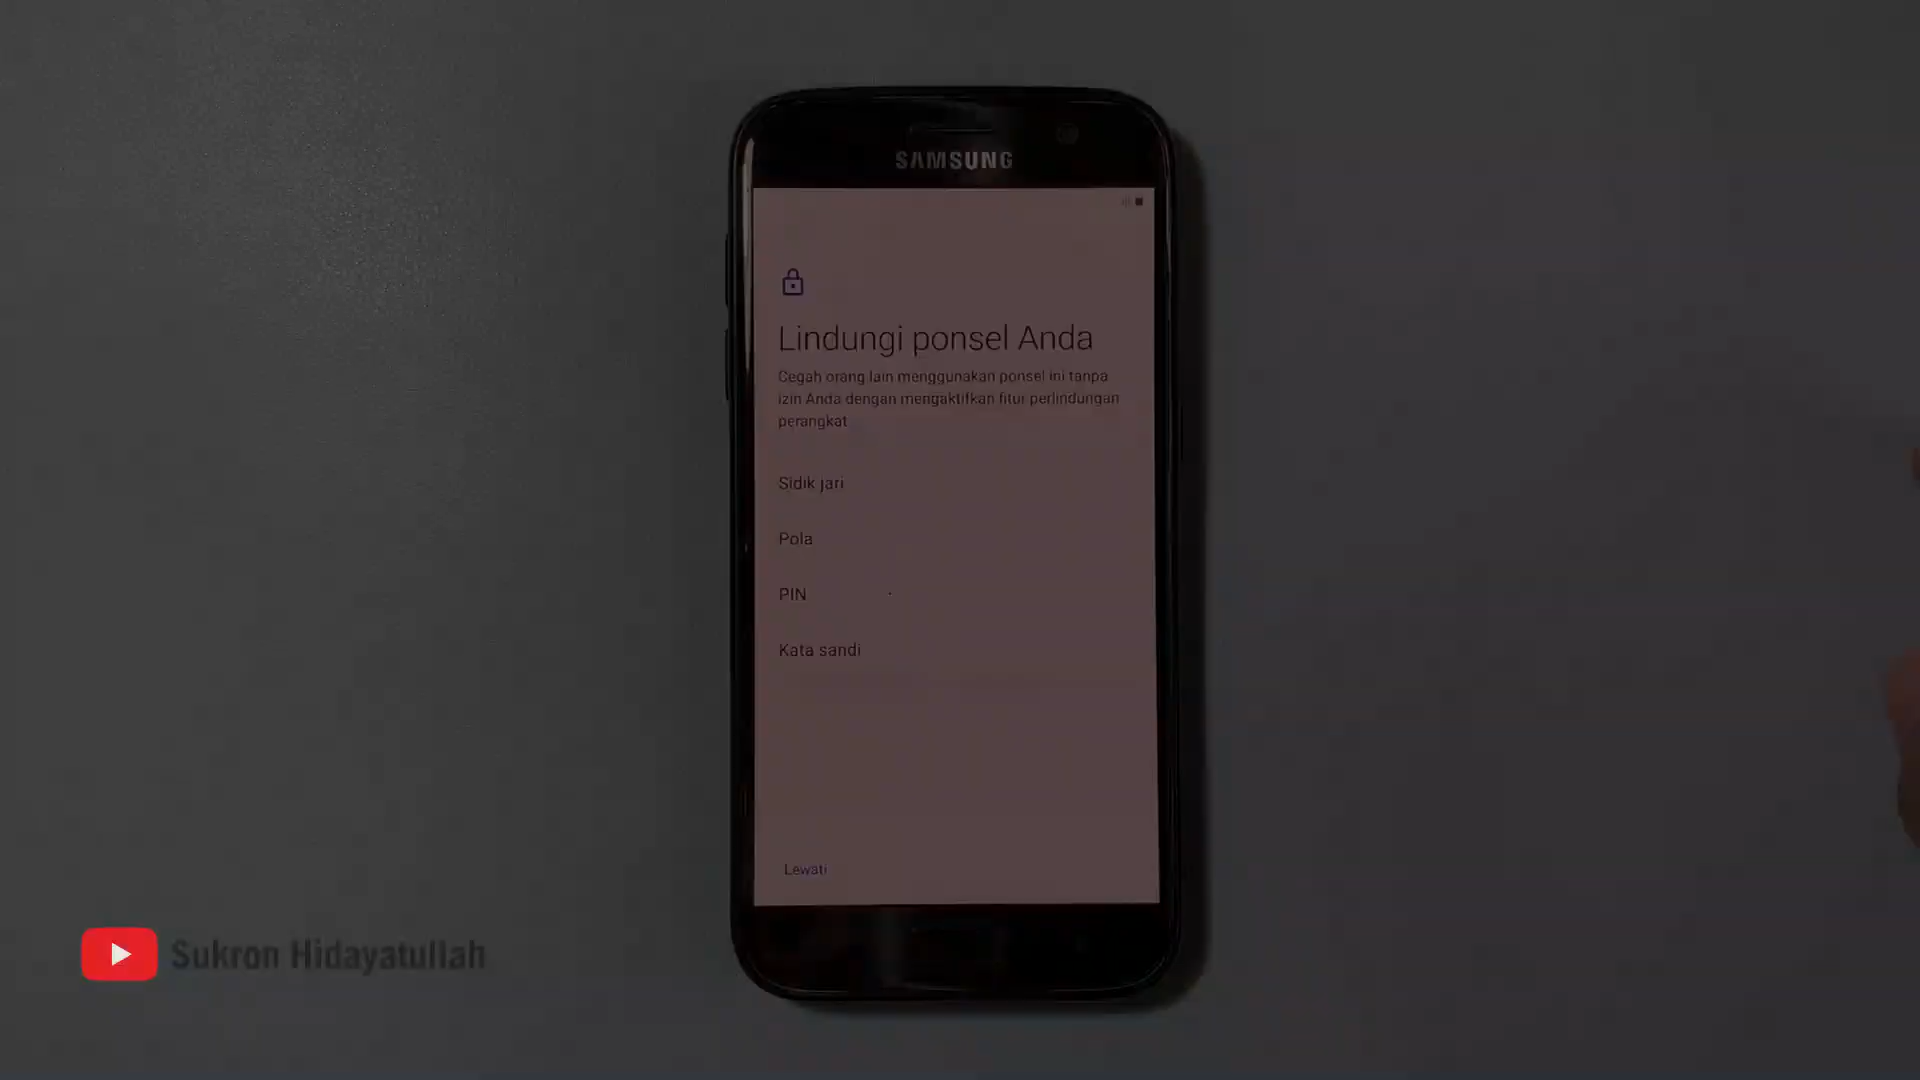 SAMSUNG
Lindungi ponsel Anda
Cegah orang lain menggunakan ponsel ini tanpa
izin Anda dengan mengaktifkan fitur perlindungan
perangkat
Sidik jari
Pola
PIN
Kata sandi
Lewati
Sukron Hidayatullah